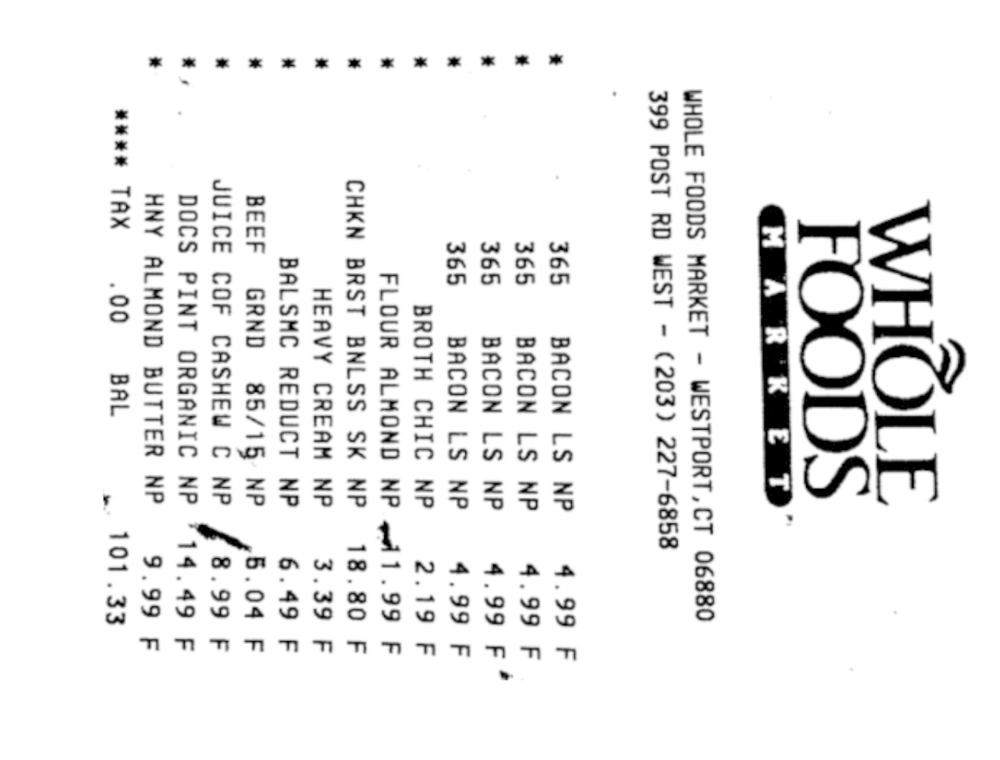 WHOLE
FOODS
MARKET
WHOLE FOODS MARKET - WESTPORT,CT 06880
399 POST RD WEST - (203) 227-6858
* 365 BACON LS NP 4.99 F
* 365 BACON LS NP 4.99 F
* 365 BACON LS NP 4.99 F
* 365 BACON LS NP 4.99 F
* BROTH CHIC NP 2.19 F
* FLOUR ALMOND NP 11.99 F
* CHKN BRST BNLSS SK NP 18.80 F
* HEAVY CREAM NP 3.39 F
* BALSMC REDUCT NP 6.49 F
* BEEF GRND 85/15 NP 5.04 F
* JUICE COF CASHEW C NP 8.99 F
* DOCS PINT ORGANIC NP 14.49 F
* HNY ALMOND BUTTER NP 9.99 F
**** TAX .00 BAL 101.33